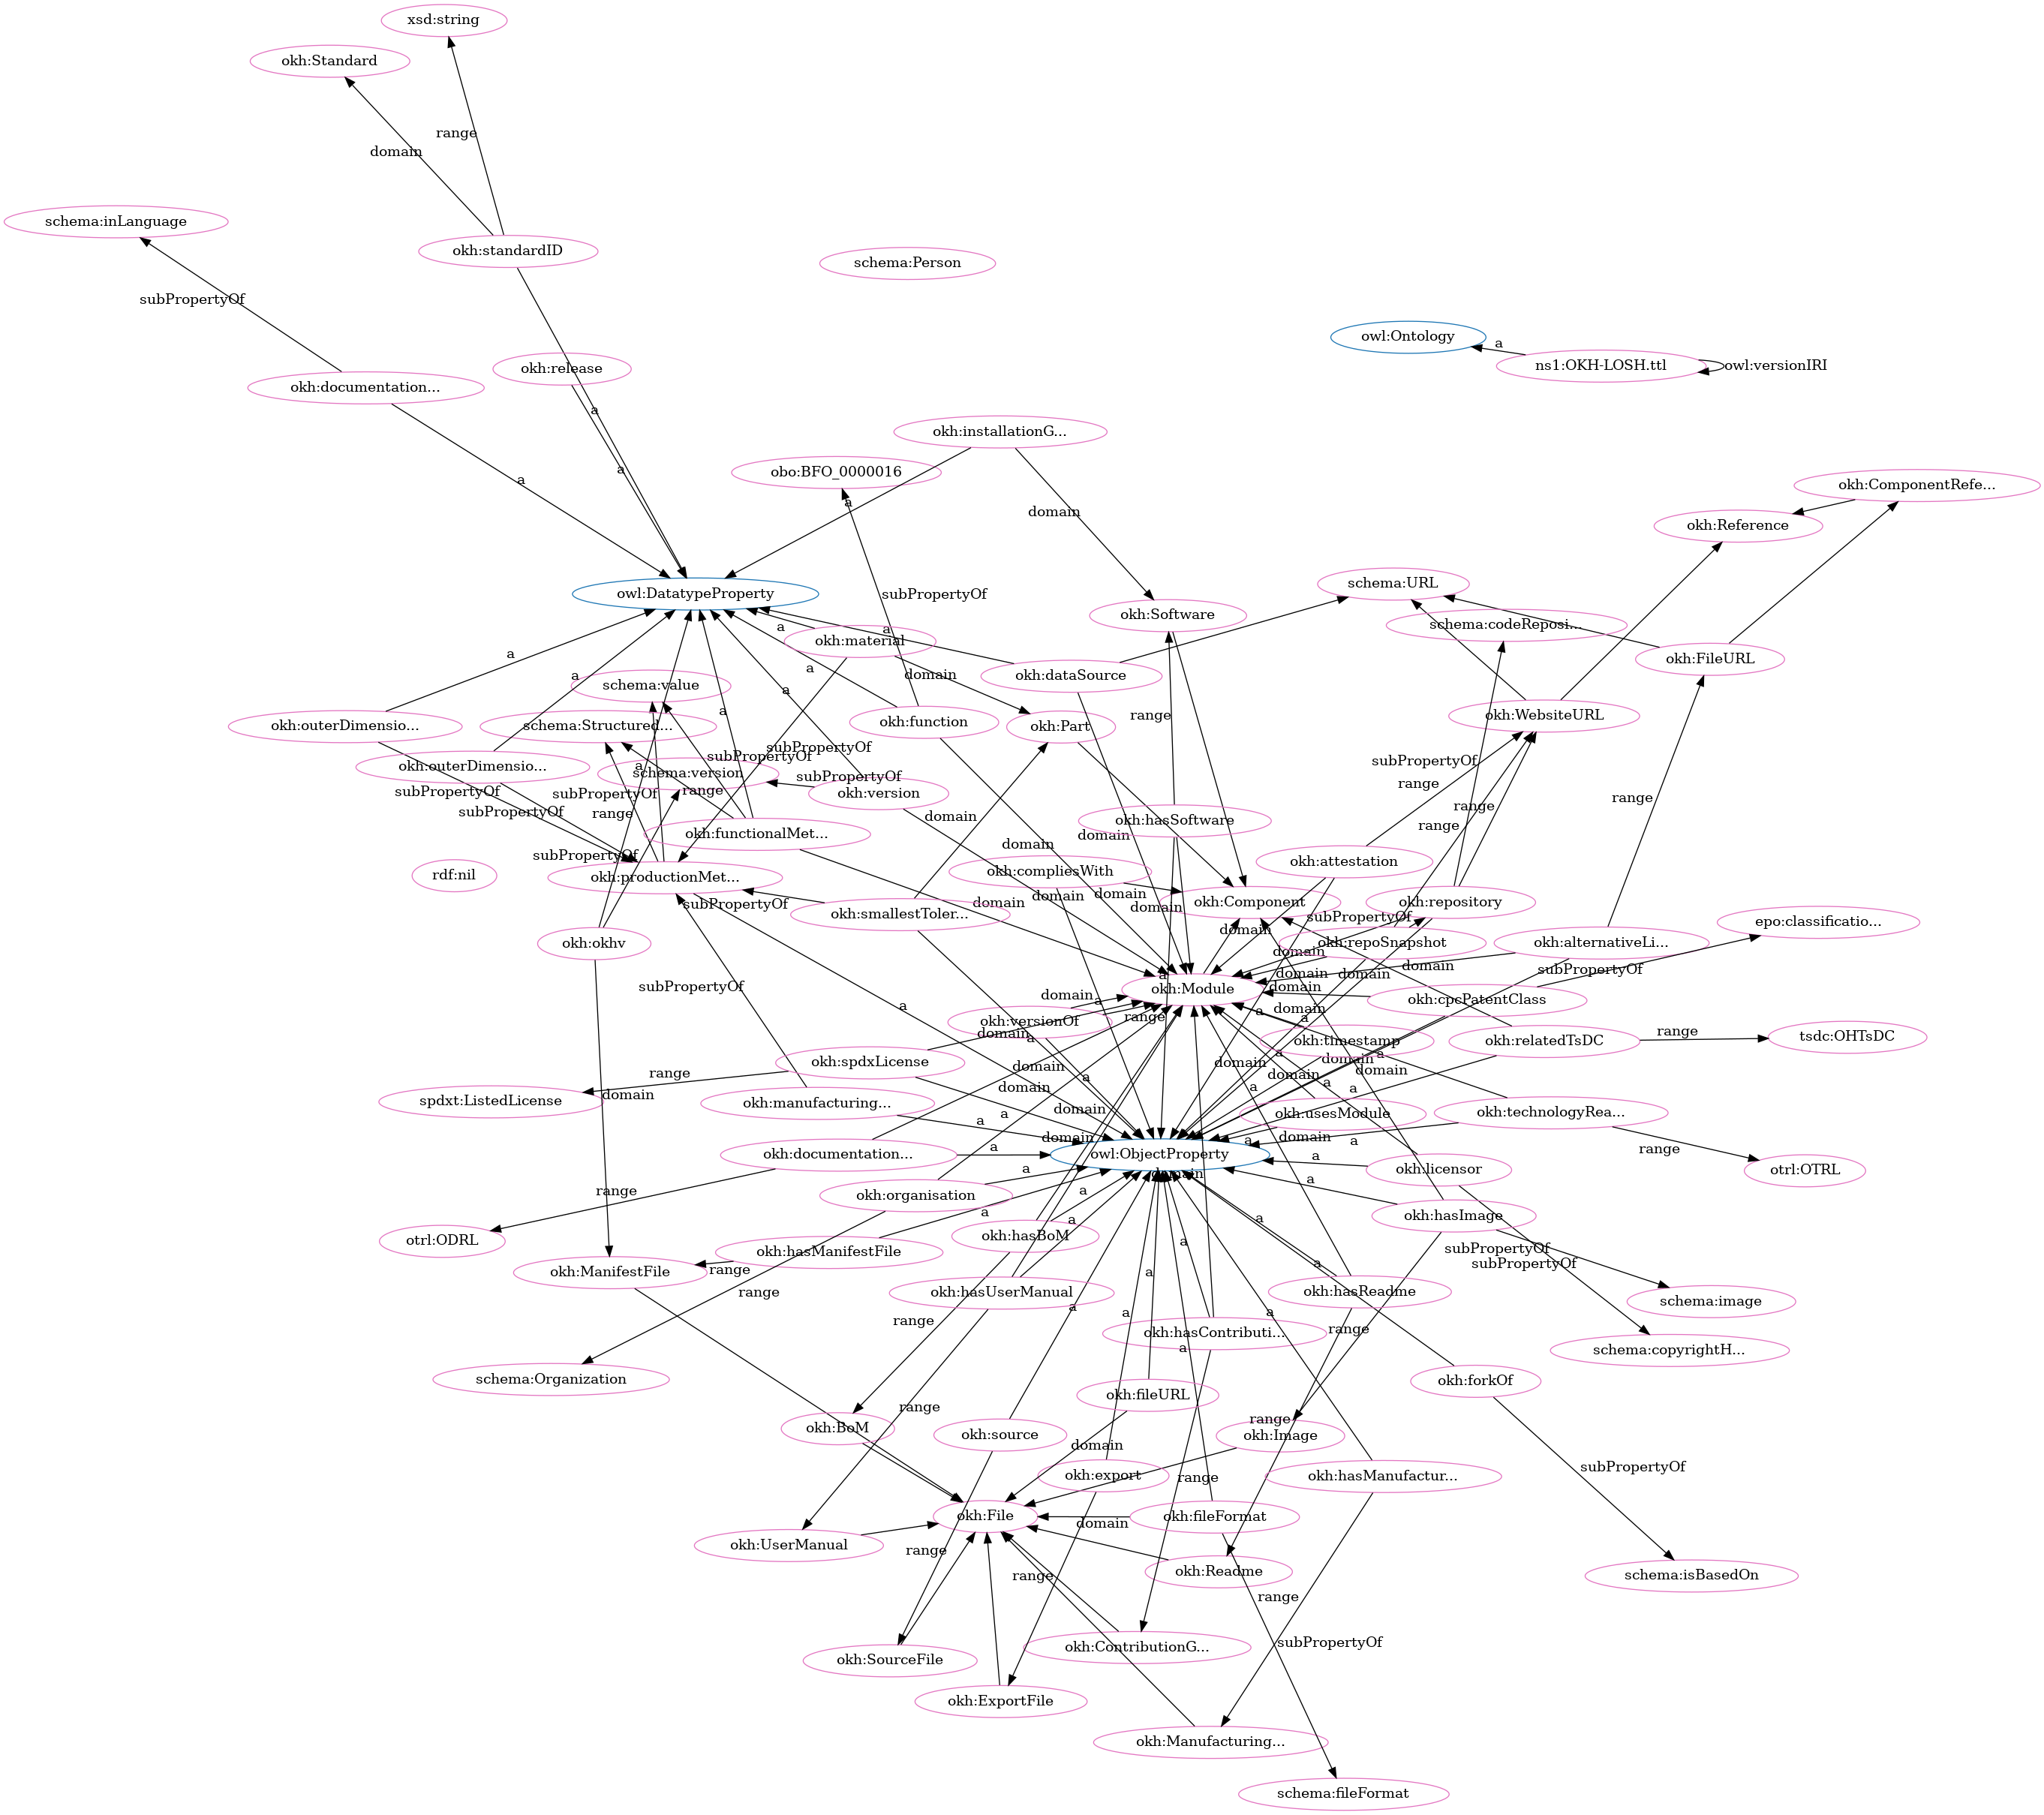 xsd:string
okh:Standard
range
domain
schema:inLanguage
okh:standardID
schema:Person
subPropertyOf
owl:Ontology
a
ns1:OKH-LOSH.ttl
owl:versionIRI
okh:release
okh:documentation...
a
okh:installationG...
a
obo:BFO_0000016
a
okh:ComponentRefe...
a
domain
okh:Reference
schema:URL
owl:DatatypeProperty
subPropertyOf
okh:Software
schema:codeReposi...
a
okh:material
a
a
okh:FileURL
a
a
domain
okh:dataSource
schema:value
a
a
range
okh:WebsiteURL
okh:outerDimensio...
schema:Structured...
okh:function
okh:Part
subPropertyOf
subPropertyOf
subPropertyOf
okh:outerDimensio...
a
schema:version
subPropertyOf
range
range
subPropertyOf
subPropertyOf
okh:version
range
range
subPropertyOf
range
domain
okh:hasSoftware
range
okh:functionalMet...
domain
domain
subPropertyOf
okh:attestation
rdf:nil
okh:productionMet...
okh:compliesWith
domain
domain
subPropertyOf
domain
domain
okh:Component
okh:repository
okh:smallestToler...
subPropertyOf
epo:classificatio...
domain
okh:okhv
okh:repoSnapshot
okh:alternativeLi...
domain
domain
domain
a
domain
subPropertyOf
subPropertyOf
okh:Module
domain
domain
okh:cpcPatentClass
a
a
domain
domain
okh:versionOf
range
a
a
domain
a
okh:timestamp
okh:relatedTsDC
range
tsdc:OHTsDC
okh:spdxLicense
domain
domain
a
a
domain
domain
range
a
domain
a
domain
domain
a
a
a
spdxt:ListedLicense
okh:manufacturing...
domain
a
domain
okh:usesModule
okh:technologyRea...
a
domain
domain
a
a
range
okh:documentation...
a
owl:ObjectProperty
a
okh:licensor
otrl:OTRL
a
domain
range
okh:organisation
a
a
a
a
a
okh:hasImage
otrl:ODRL
okh:hasBoM
a
subPropertyOf
okh:hasManifestFile
a
subPropertyOf
okh:ManifestFile
range
a
range
okh:hasUserManual
okh:hasReadme
schema:image
a
a
a
range
range
okh:hasContributi...
a
schema:copyrightH...
schema:Organization
okh:forkOf
okh:fileURL
range
range
okh:BoM
okh:source
okh:Image
domain
subPropertyOf
okh:export
range
okh:hasManufactur...
okh:File
okh:fileFormat
domain
okh:UserManual
range
okh:Readme
range
schema:isBasedOn
range
subPropertyOf
okh:ContributionG...
okh:SourceFile
okh:ExportFile
okh:Manufacturing...
schema:fileFormat